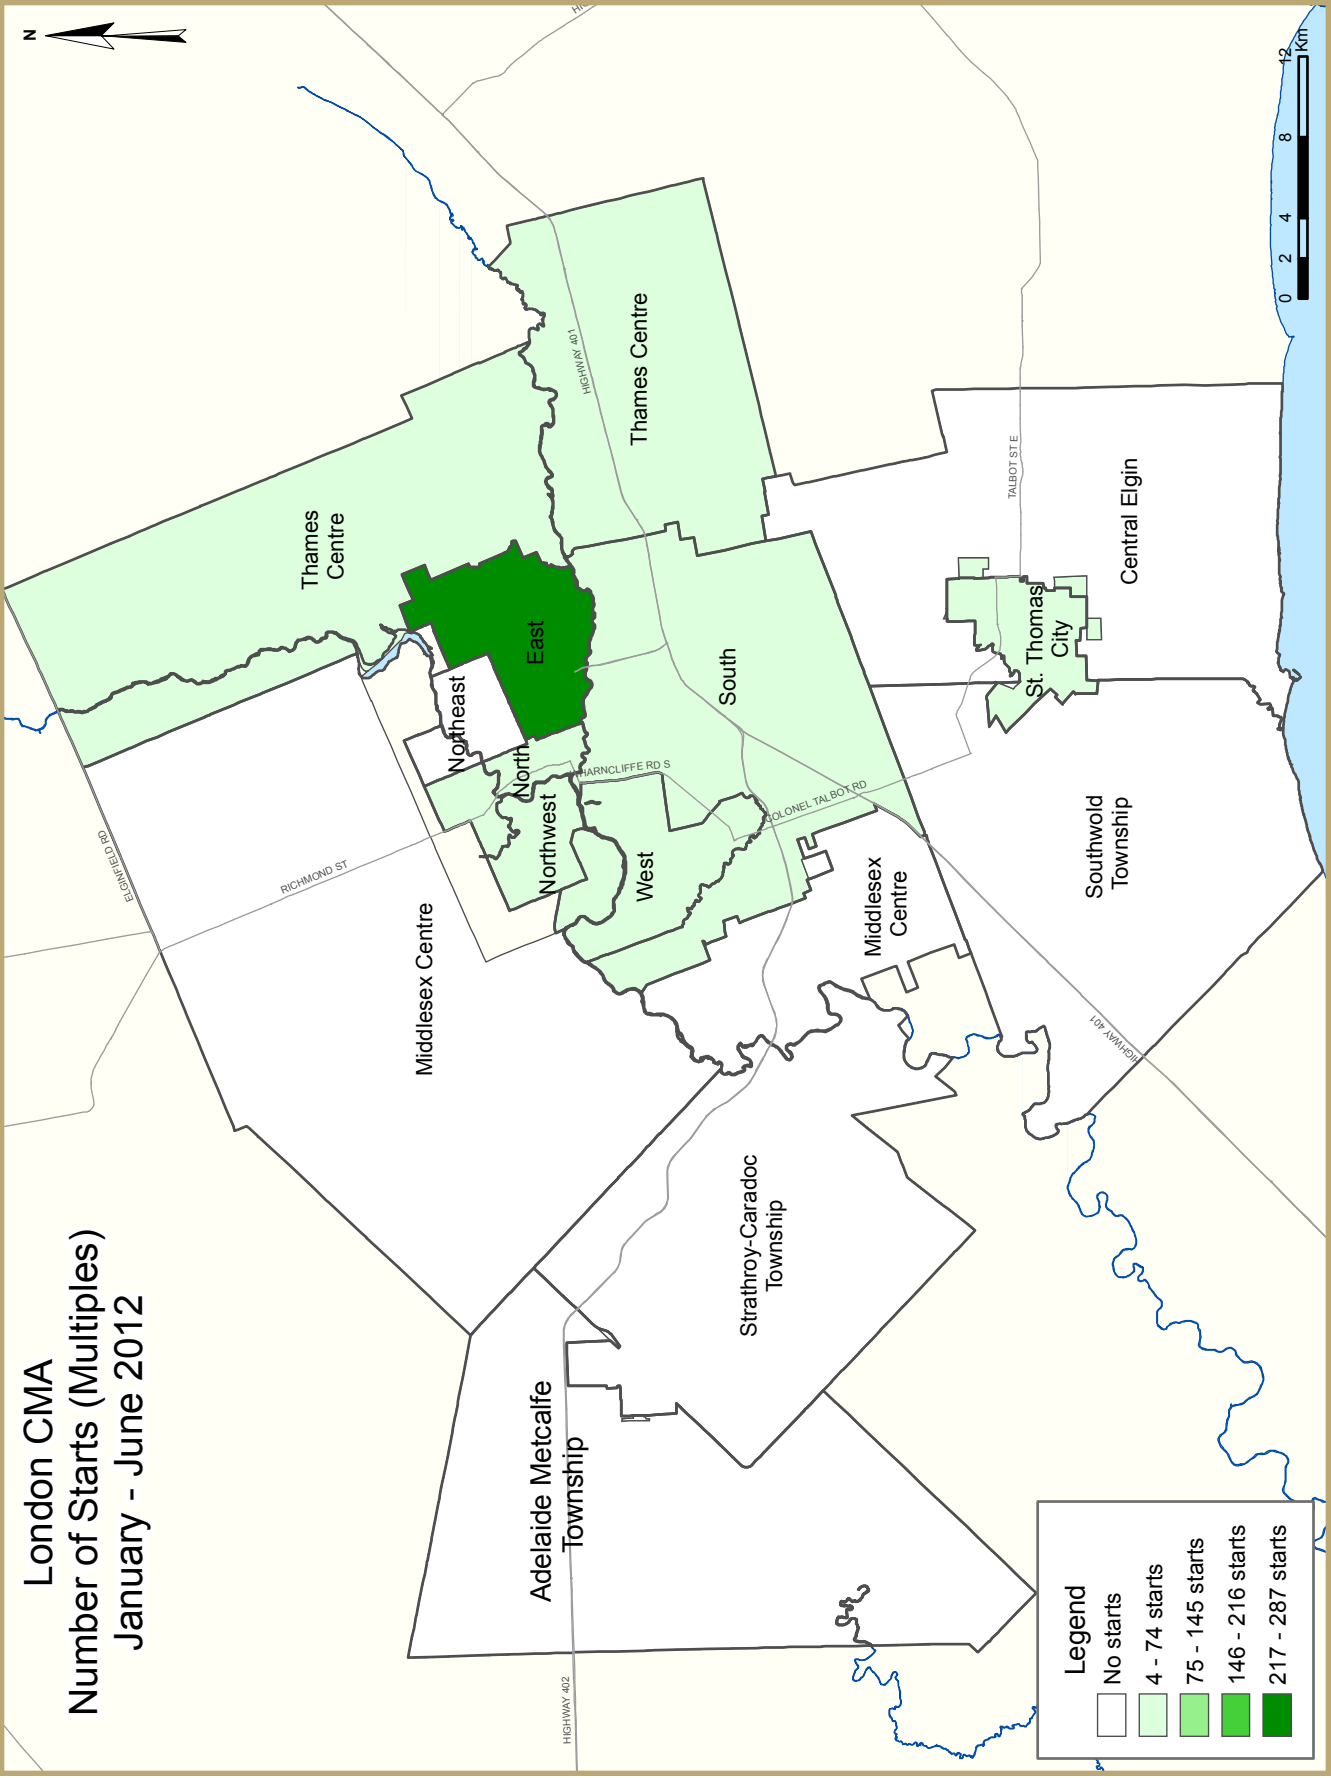 London CMA
Number of Starts (Multiples)
January - June 2012
N
ELGINFIELD RD
RICHMOND ST
Thames
Centre
Middlesex Centre
Northeast
North
Northwest
East
West
South
WHARNCLIFFE RD S
COLONEL TALBOT RD
HIGHWAY 401
Thames Centre
Middlesex
Centre
Adelaide Metcalfe
Township
HIGHWAY 402
Strathroy-Caradoc
Township
TALBOT ST E
St. Thomas
City
Central Elgin
Southwold
Township
HIGHWAY 401
Legend
No starts
4 - 74 starts
75 - 145 starts
146 - 216 starts
217 - 287 starts
0 2 4 8 12
Km